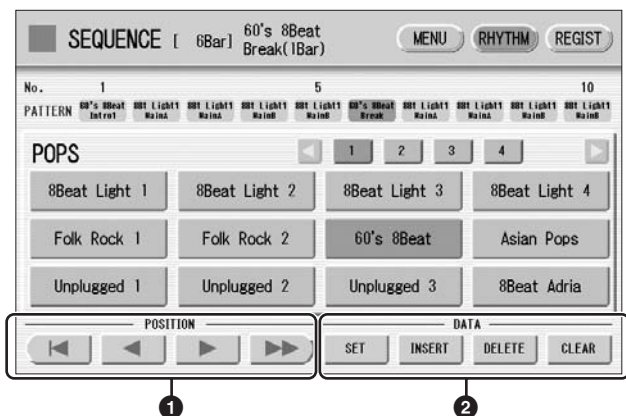 SEQUENCE [ 6Bar] 60's 8Beat
Break(1Bar)
MENU RHYTHM REGIST
No. 1 5 10
PATTERN 60's 8Beat Intro1 8Bt Light1 MainA 8Bt Light1 MainA 8Bt Light1 MainB 8Bt Light1 MainB 60's 8Beat Break 8Bt Light1 MainA 8Bt Light1 MainA 8Bt Light1 MainB 8Bt Light1 MainB
POPS 1 2 3 4
8Beat Light 1 8Beat Light 2 8Beat Light 3 8Beat Light 4
Folk Rock 1 Folk Rock 2 60's 8Beat Asian Pops
Unplugged 1 Unplugged 2 Unplugged 3 8Beat Adria
POSITION DATA
SET INSERT DELETE CLEAR
1 2